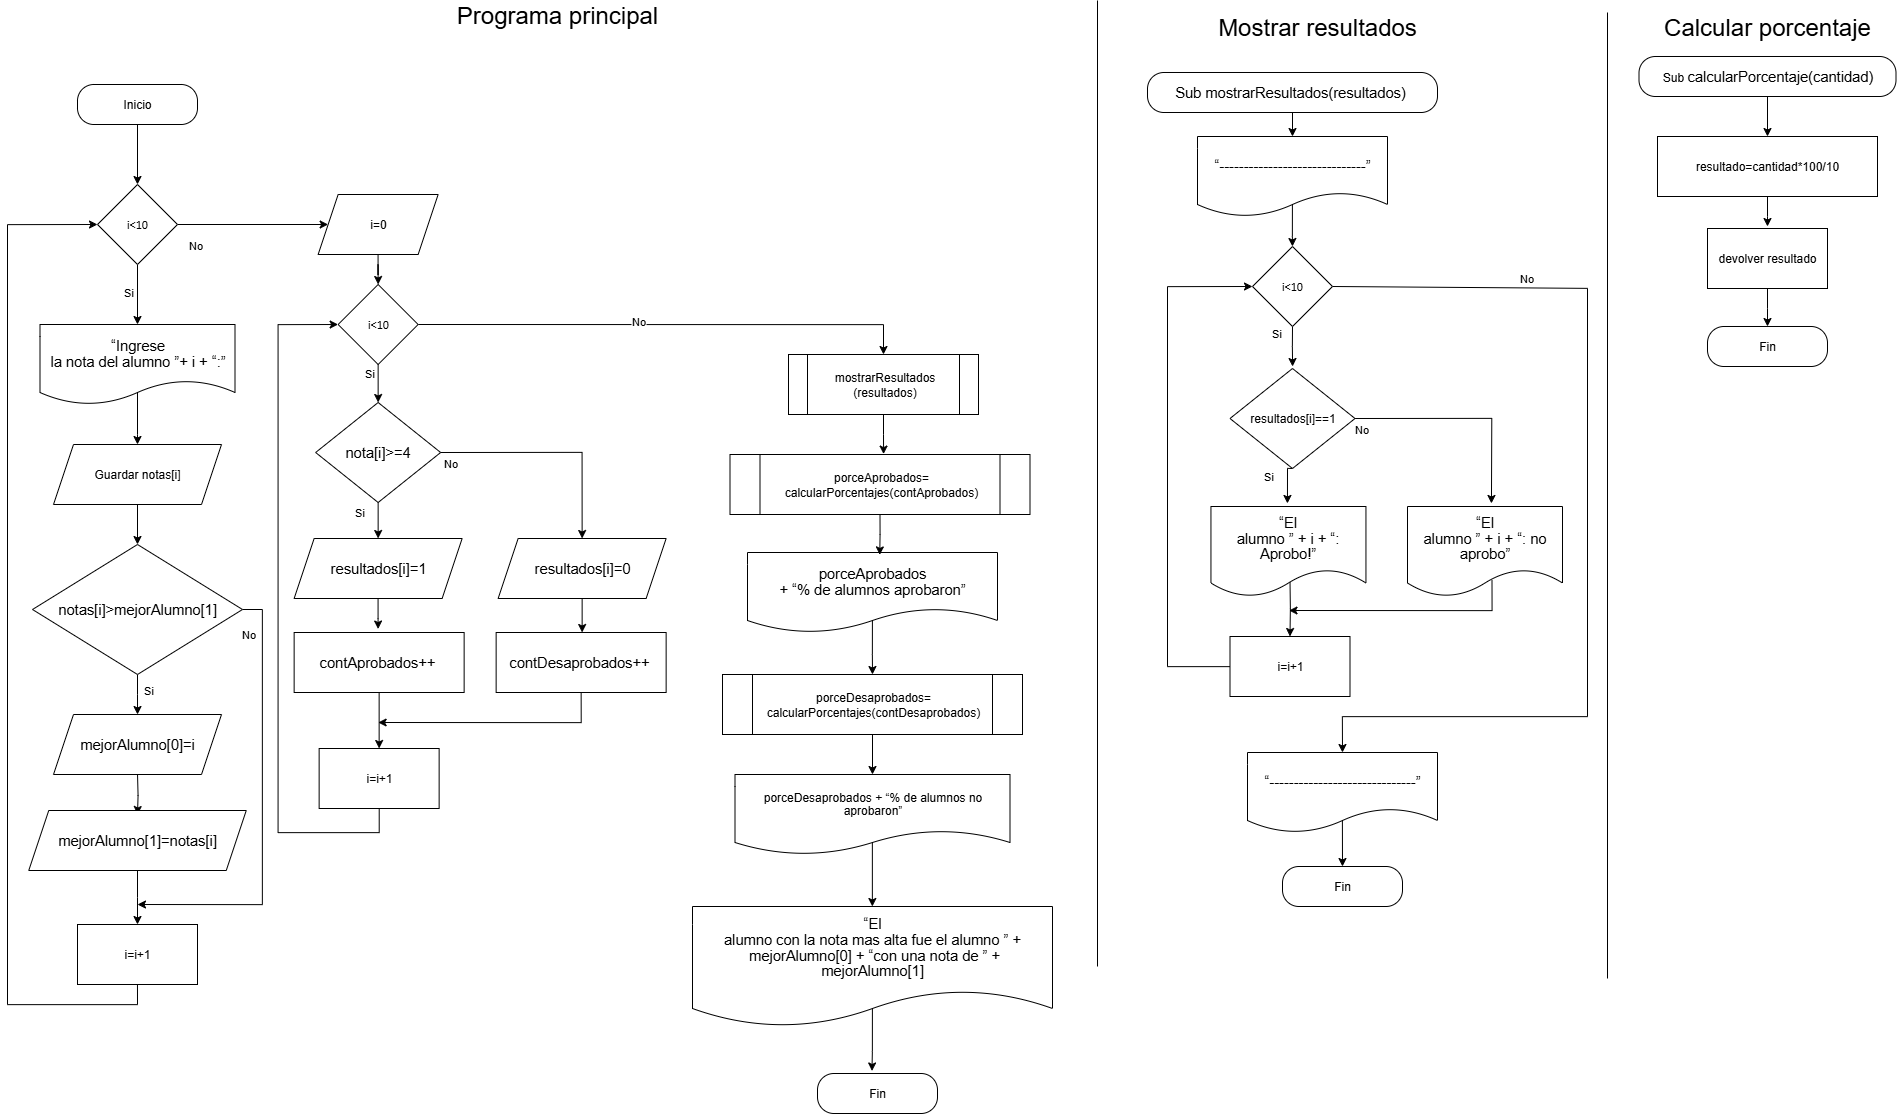 Programa principal
Inicio
i<10
No
Si
“Ingrese
la nota del alumno ”+ i + “:”
Guardar notas[i]
notas[i]>mejorAlumno[1]
No
Si
mejorAlumno[0]=i
mejorAlumno[1]=notas[i]
i=i+1
i=0
i<10
No
Si
nota[i]>=4
No
Si
resultados[i]=1
resultados[i]=0
contAprobados++
contDesaprobados++
i=i+1
mostrarResultados
(resultados)
porceAprobados=
calcularPorcentajes(contAprobados)
porceAprobados
+ “% de alumnos aprobaron”
porceDesaprobados=
calcularPorcentajes(contDesaprobados)
porceDesaprobados + “% de alumnos no
aprobaron”
“El
alumno con la nota mas alta fue el alumno ” +
mejorAlumno[0] + “con una nota de ” +
mejorAlumno[1]
Fin
Mostrar resultados
Sub mostrarResultados(resultados)
“------------------------------”
i<10
No
Si
resultados[i]==1
No
Si
“El
alumno ” + i + “:
Aprobo!”
“El
alumno ” + i + “: no
aprobo”
i=i+1
“------------------------------”
Fin
Calcular porcentaje
Sub calcularPorcentaje(cantidad)
resultado=cantidad*100/10
devolver resultado
Fin